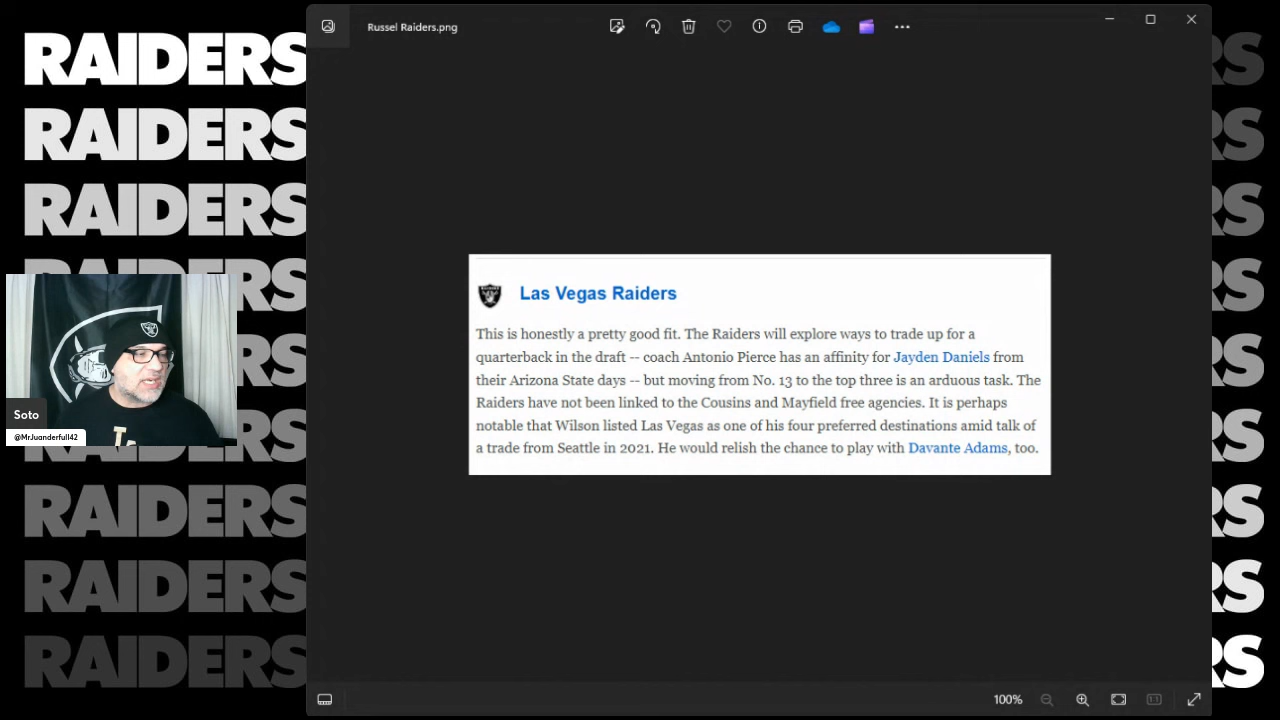 Russel Raiders.png
RAIDERS
RAIDERS
RAIDERS
RAIDERS
RAIDERS
RAIDERS
RAIDERS
RAIDERS
RAIDERS
Las Vegas Raiders
This is honestly a pretty good fit. The Raiders will explore ways to trade up for a
quarterback in the draft -- coach Antonio Pierce has an affinity for Jayden Daniels from
their Arizona State days -- but moving from No. 13 to the top three is an arduous task. The
Raiders have not been linked to the Cousins and Mayfield free agencies. It is perhaps
notable that Wilson listed Las Vegas as one of his four preferred destinations amid talk of
a trade from Seattle in 2021. He would relish the chance to play with Davante Adams, too.
Soto
@MrJuanderfull42
100%